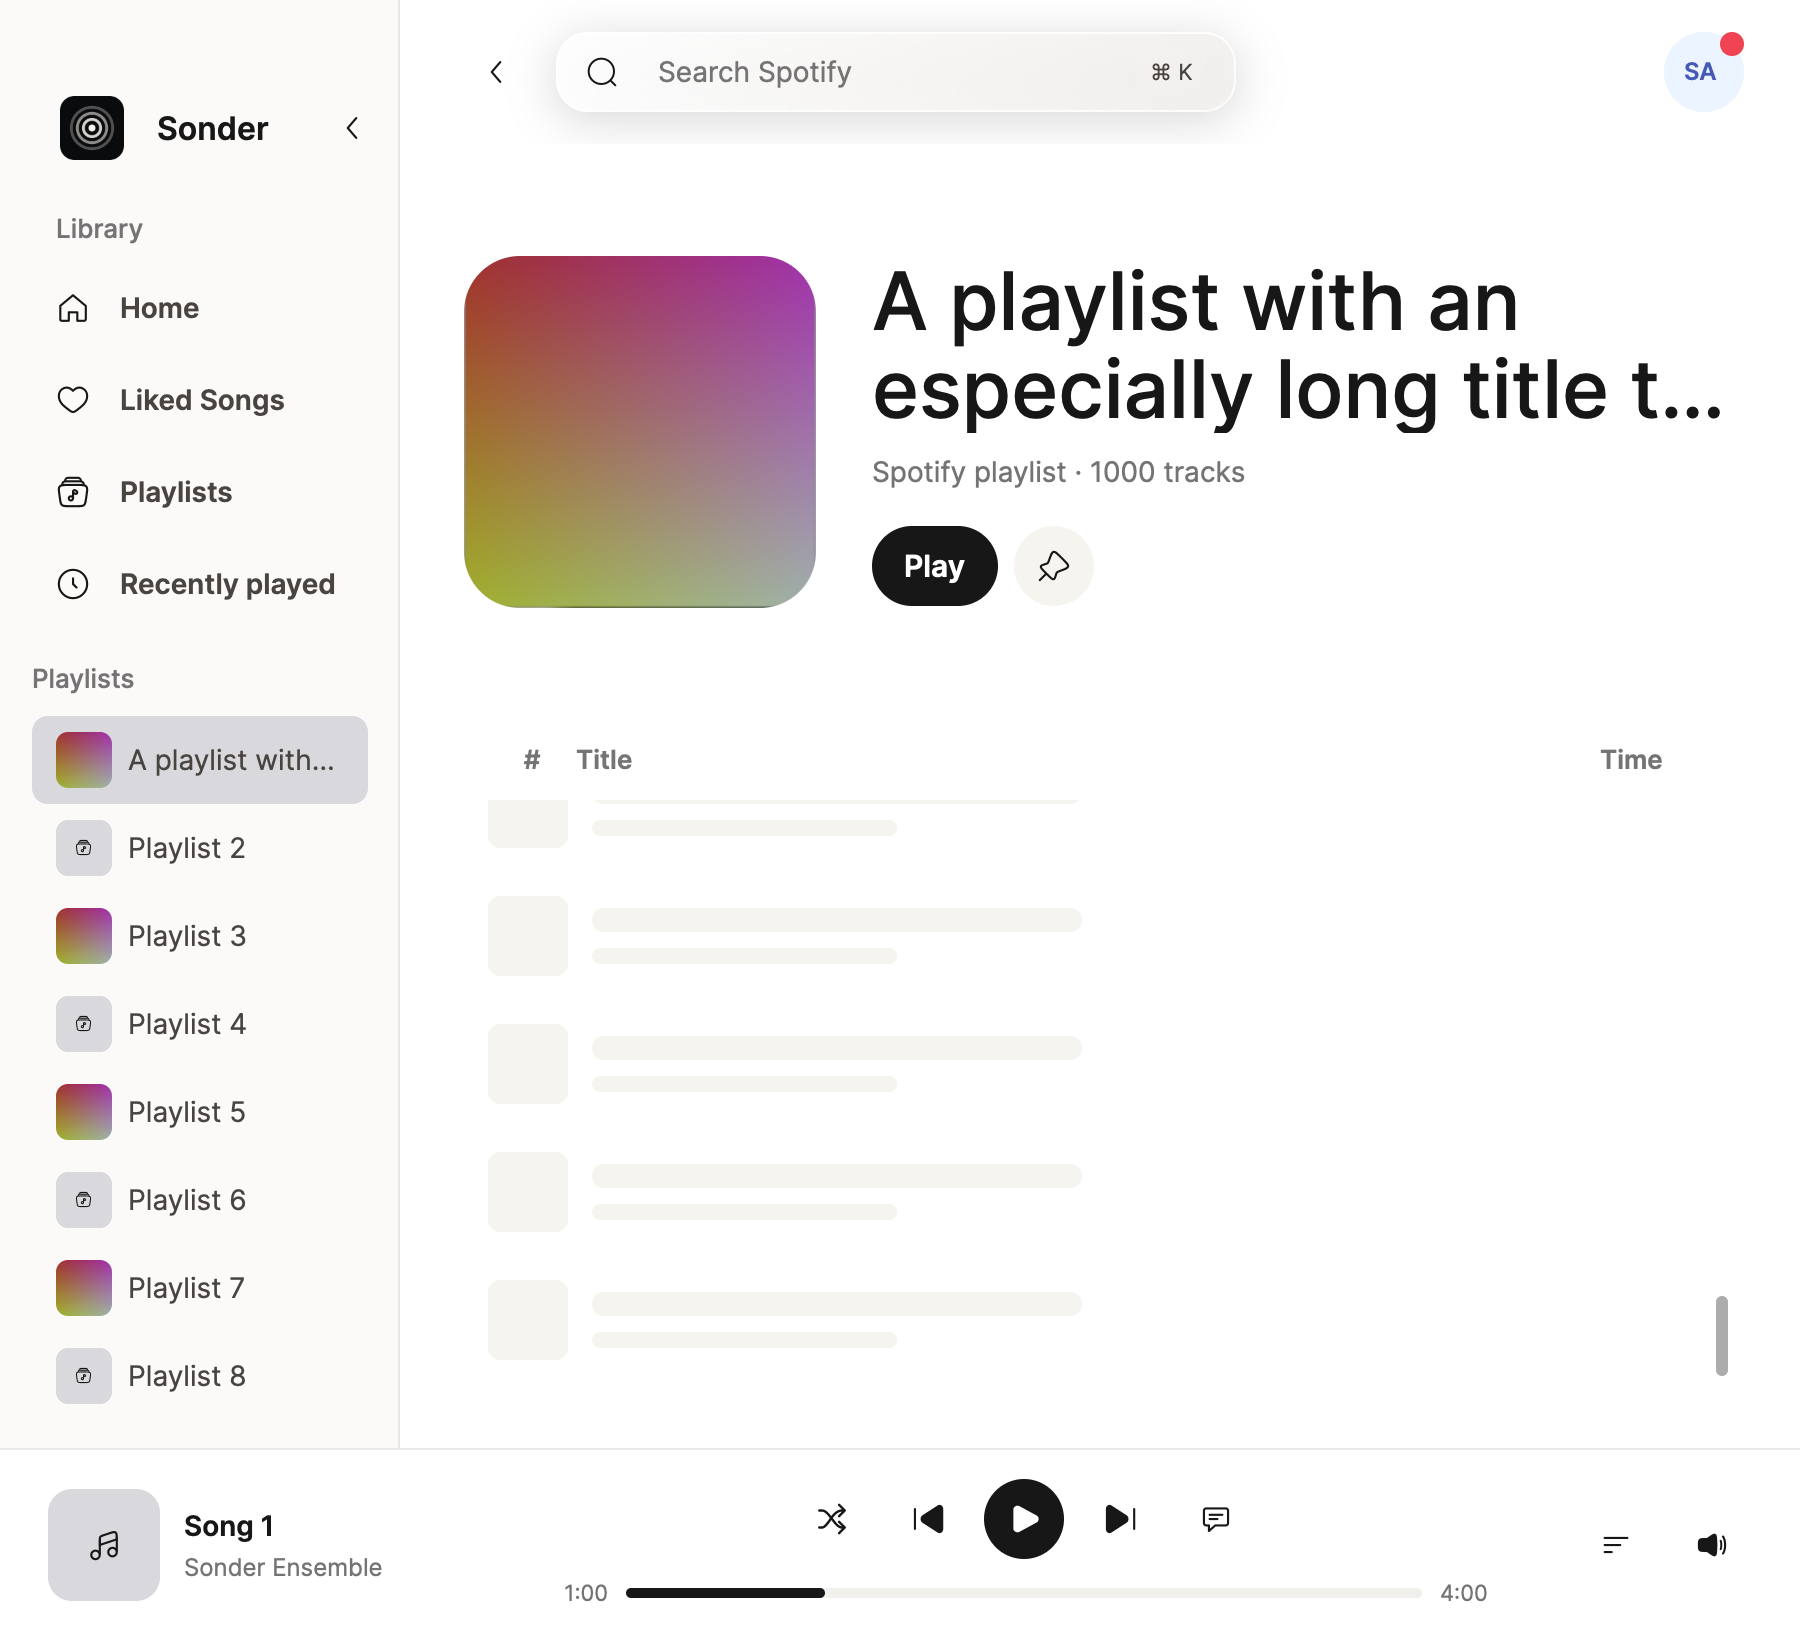 Sonder
Library
Home
Liked Songs
Playlists
Recently played
Playlists
A playlist with...
Playlist 2
Playlist 3
Playlist 4
Playlist 5
Playlist 6
Playlist 7
Playlist 8
Search Spotify ⌘ K
SA
A playlist with an
especially long title t...
Spotify playlist · 1000 tracks
Play
# Title Time
Song 1
Sonder Ensemble
1:00 4:00